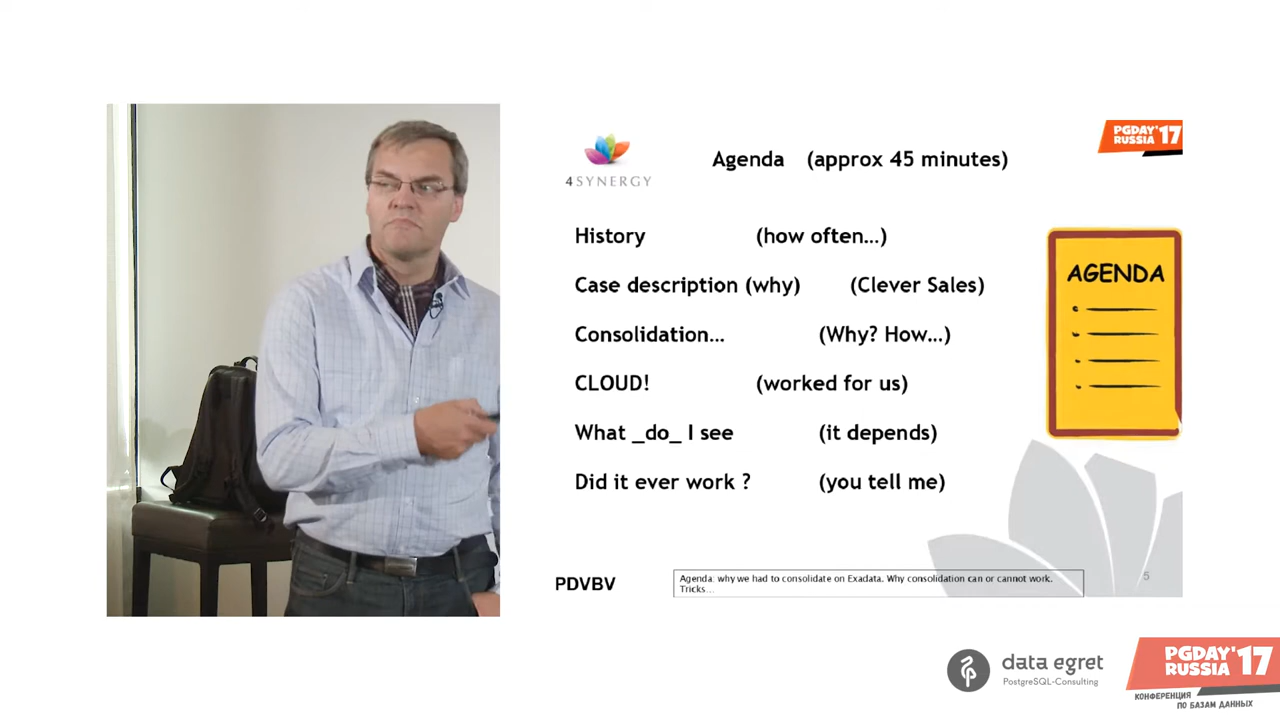 PGDAY'17
RUSSIA
4SYNERGY
Agenda (approx 45 minutes)
History (how often...)
Case description (why) (Clever Sales)
Consolidation... (Why? How...)
CLOUD! (worked for us)
What _do_ I see (it depends)
Did it ever work ? (you tell me)
AGENDA
PDVBV
Agenda: why we had to consolidate on Exadata. Why consolidation can or cannot work.
Tricks...
5
data egret
PostgreSQL-Consulting
PGDAY'17
RUSSIA
КОНФЕРЕНЦИЯ
ПО БАЗАМ ДАННЫХ